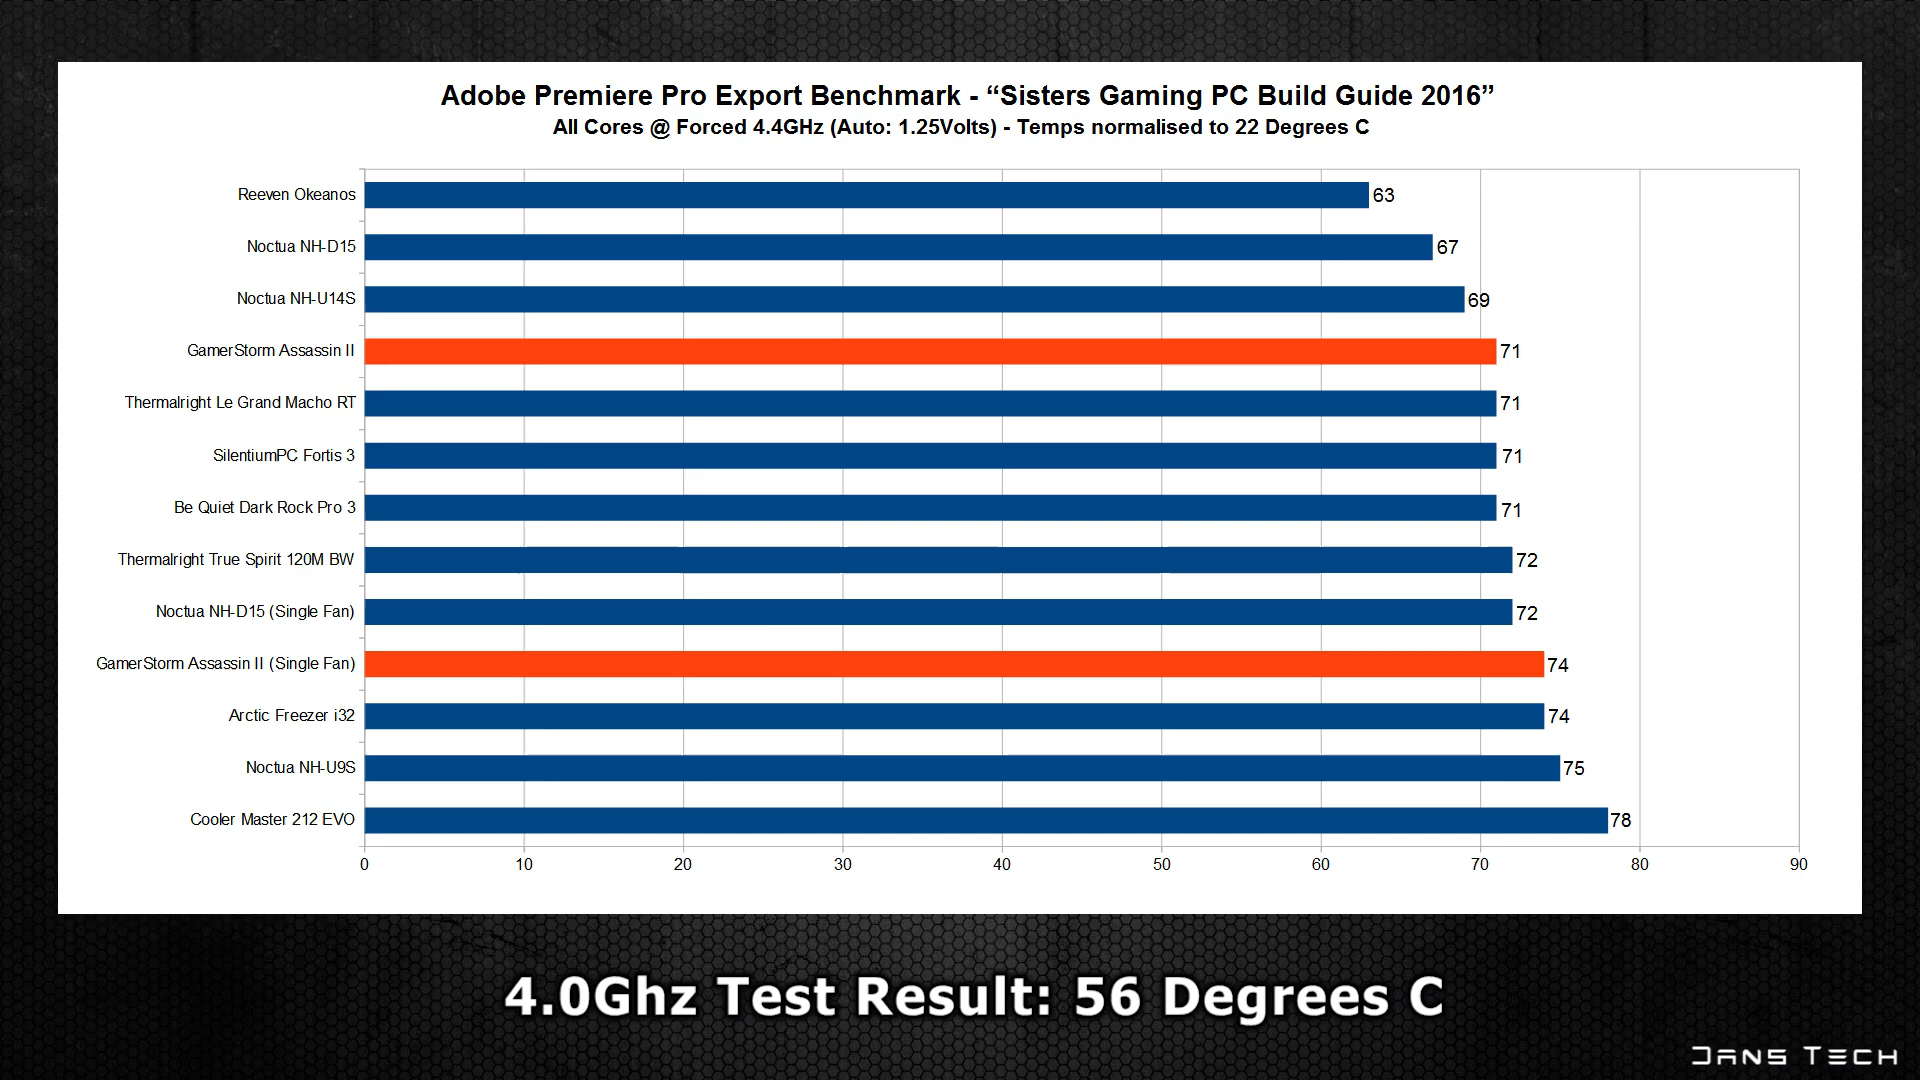 Adobe Premiere Pro Export Benchmark - “Sisters Gaming PC Build Guide 2016”
All Cores @ Forced 4.4GHz (Auto: 1.25Volts) - Temps normalised to 22 Degrees C
Reeven Okeanos 63
Noctua NH-D15 67
Noctua NH-U14S 69
GamerStorm Assassin II 71
Thermalright Le Grand Macho RT 71
SilentiumPC Fortis 3 71
Be Quiet Dark Rock Pro 3 71
Thermalright True Spirit 120M BW 72
Noctua NH-D15 (Single Fan) 72
GamerStorm Assassin II (Single Fan) 74
Arctic Freezer i32 74
Noctua NH-U9S 75
Cooler Master 212 EVO 78
0 10 20 30 40 50 60 70 80 90
4.0Ghz Test Result: 56 Degrees C
DANS TECH